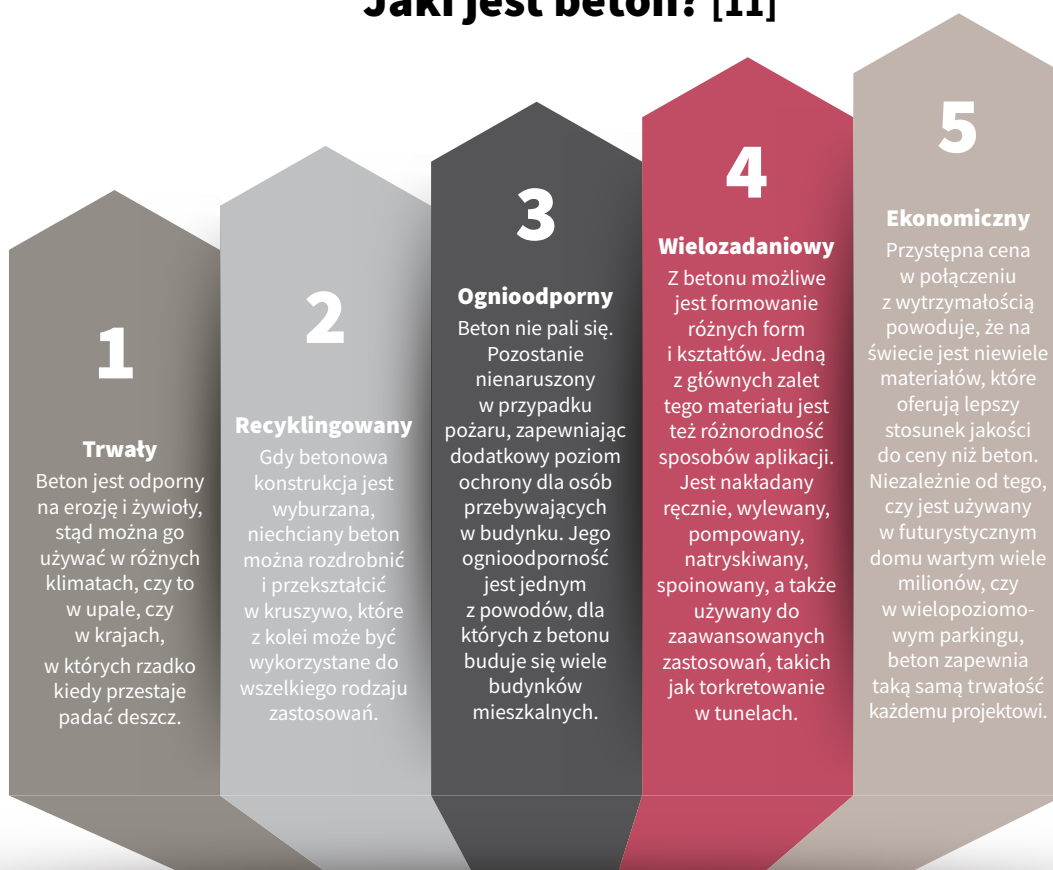 Jaki jest beton? [11]
1
Trwały
Beton jest odporny
na erozję i żywioły,
stąd można go
używać w różnych
klimatach, czy to
w upale, czy
w krajach,
w których rzadko
kiedy przestaje
padać deszcz.
2
Recyklingowany
Gdy betonowa
konstrukcja jest
wyburzana,
niechciany beton
można rozdrobnić
i przekształcić
w kruszywo, które
z kolei może być
wykorzystane do
wszelkiego rodzaju
zastosowań.
3
Ognioodporny
Beton nie pali się.
Pozostanie
nienaruszony
w przypadku
pożaru, zapewniając
dodatkowy poziom
ochrony dla osób
przebywających
w budynku. Jego
ognioodporność
jest jednym
z powodów, dla
których z betonu
buduje się wiele
budynków
mieszkalnych.
4
Wielozadaniowy
Z betonu możliwe
jest formowanie
różnych form
i kształtów. Jedną
z głównych zalet
tego materiału jest
też różnorodność
sposobów aplikacji.
Jest nakładany
ręcznie, wylewany,
pompowany,
natryskiwany,
spoinowany, a także
używany do
zaawansowanych
zastosowań, takich
jak torkretowanie
w tunelach.
5
Ekonomiczny
Przystępna cena
w połączeniu
z wytrzymałością
powoduje, że na
świecie jest niewiele
materiałów, które
oferują lepszy
stosunek jakości
do ceny niż beton.
Niezależnie od tego,
czy jest używany
w futurystycznym
domu wartym wiele
milionów, czy
w wielopoziomo-
wym parkingu,
beton zapewnia
taką samą trwałość
każdemu projektowi.